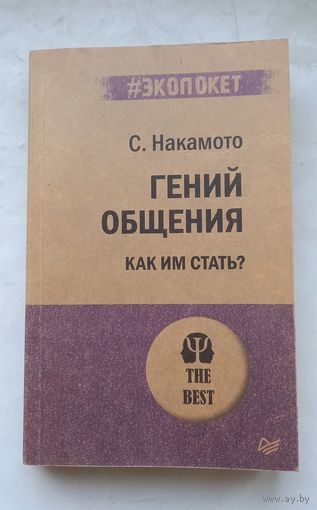 #ЭКОПОКЕТ
С. Накамото
ГЕНИЙ
ОБЩЕНИЯ
КАК ИМ СТАТЬ?
Ψ
THE
BEST
www.ay.by